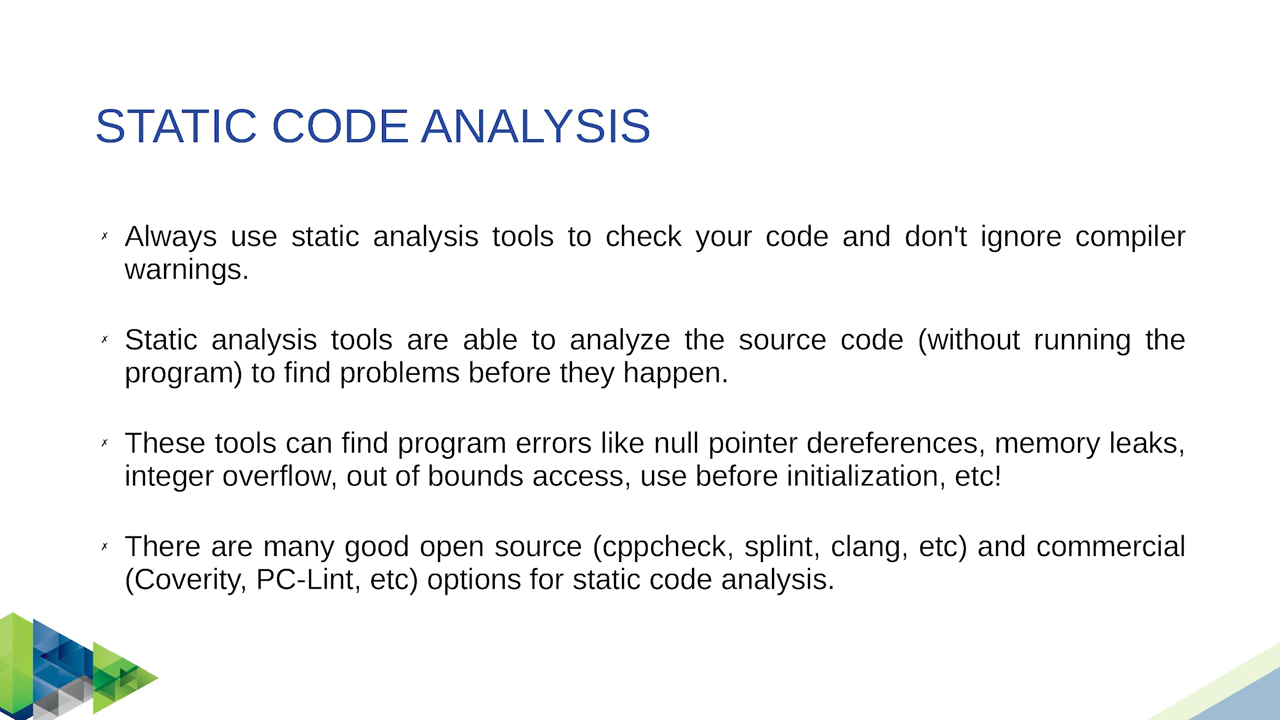 STATIC CODE ANALYSIS
✗ Always use static analysis tools to check your code and don't ignore compiler
warnings.
✗ Static analysis tools are able to analyze the source code (without running the
program) to find problems before they happen.
✗ These tools can find program errors like null pointer dereferences, memory leaks,
integer overflow, out of bounds access, use before initialization, etc!
✗ There are many good open source (cppcheck, splint, clang, etc) and commercial
(Coverity, PC-Lint, etc) options for static code analysis.